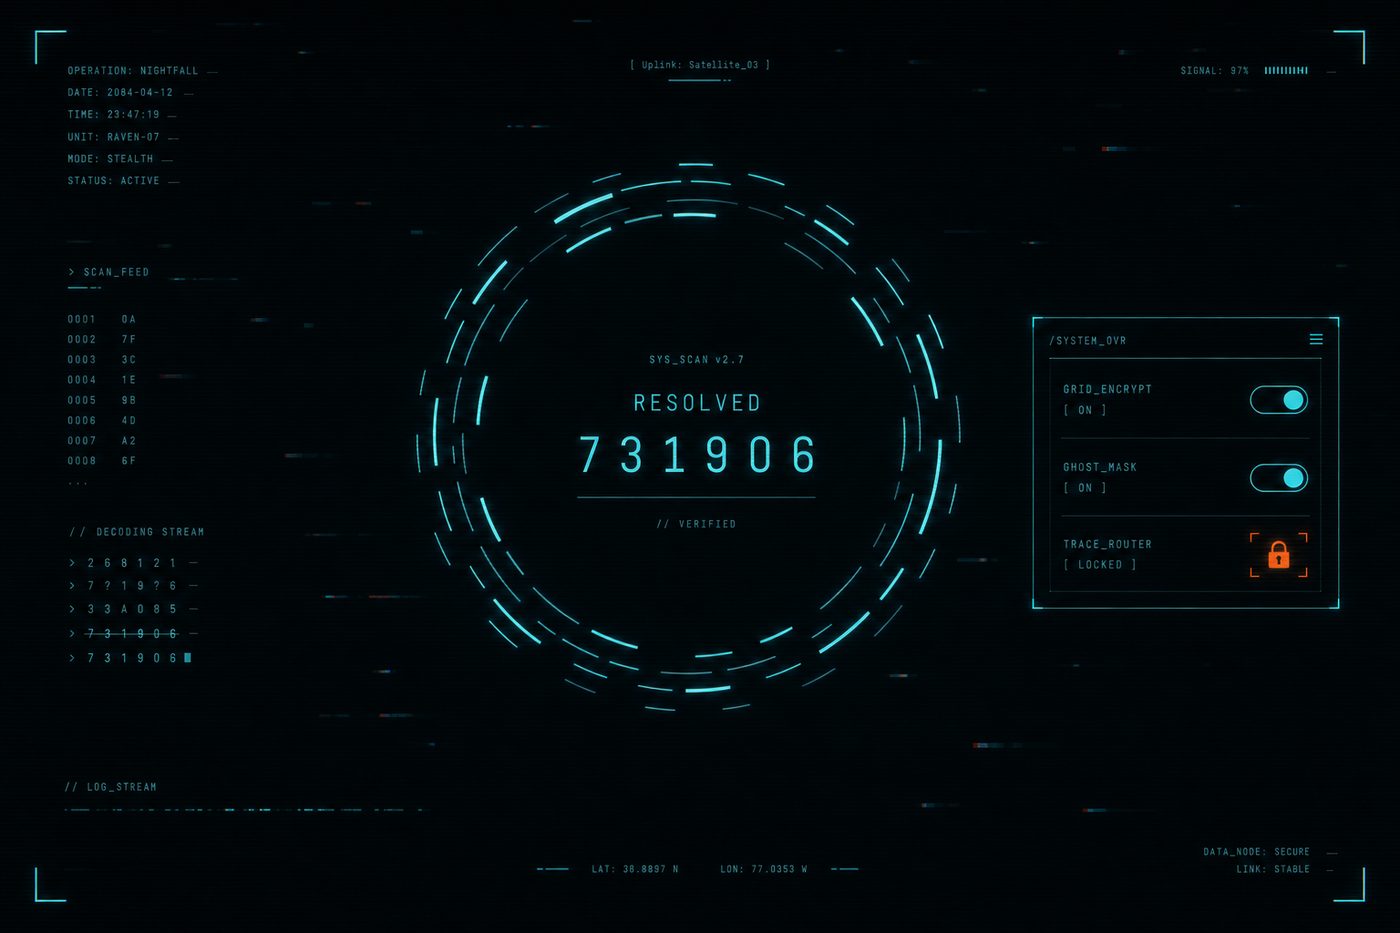 OPERATION: NIGHTFALL
DATE: 2084-04-12
TIME: 23:47:19
UNIT: RAVEN-07
MODE: STEALTH
STATUS: ACTIVE
[ Uplink: Satellite_03 ]
SIGNAL: 97%
> SCAN_FEED
0001 0A
0002 7F
0003 3C
0004 1E
0005 9B
0006 4D
0007 A2
0008 6F
...
// DECODING STREAM
> 2 6 8 1 2 1
> 7 ? 1 9 ? 6
> 3 3 A 0 8 5
> 7 3 1 9 0 6
> 7 3 1 9 0 6
SYS_SCAN v2.7
RESOLVED
731906
// VERIFIED
/SYSTEM_OVR
GRID_ENCRYPT
[ ON ]
GHOST_MASK
[ ON ]
TRACE_ROUTER
[ LOCKED ]
// LOG_STREAM
LAT: 38.8897 N LON: 77.0353 W
DATA_NODE: SECURE
LINK: STABLE